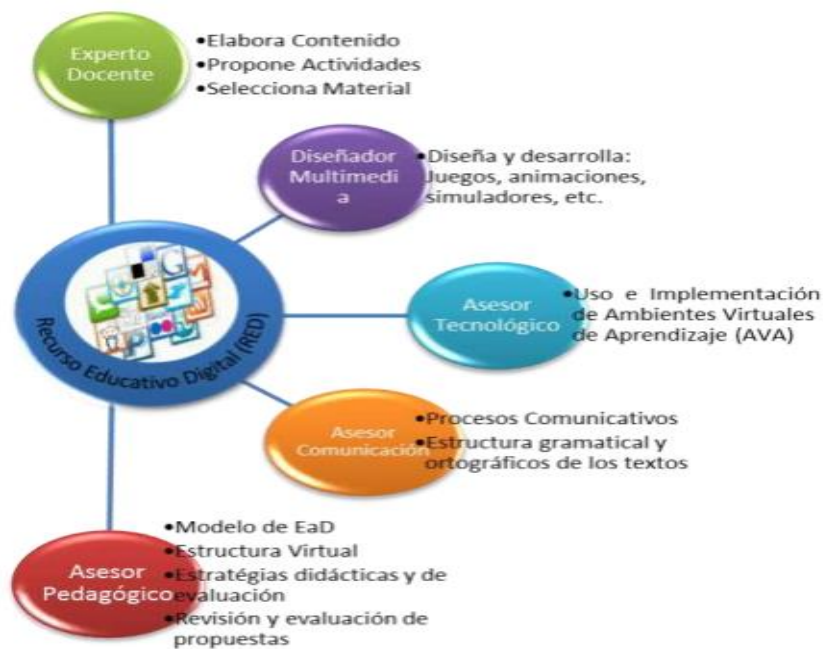 Experto
Docente
•Elabora Contenido
•Propone Actividades
•Selecciona Material
Diseñador
Multimedi
a
•Diseña y desarrolla:
Juegos, animaciones,
simuladores, etc.
Asesor
Tecnológico
•Uso e Implementación
de Ambientes Virtuales
de Aprendizaje (AVA)
Recurso Educativo Digital (RED)
Asesor
Comunicación
•Procesos Comunicativos
•Estructura gramatical y
ortográficos de los textos
Asesor
Pedagógico
•Modelo de EaD
•Estructura Virtual
•Estratégias didácticas y de
evaluación
•Revisión y evaluación de
propuestas